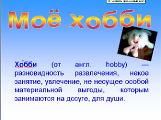 Моё хобби
Хобби (от англ. hobby) —
разновидность развлечения, некое
занятие, увлечение, не несущее особой
материальной выгоды, которым
занимаются на досуге, для души.